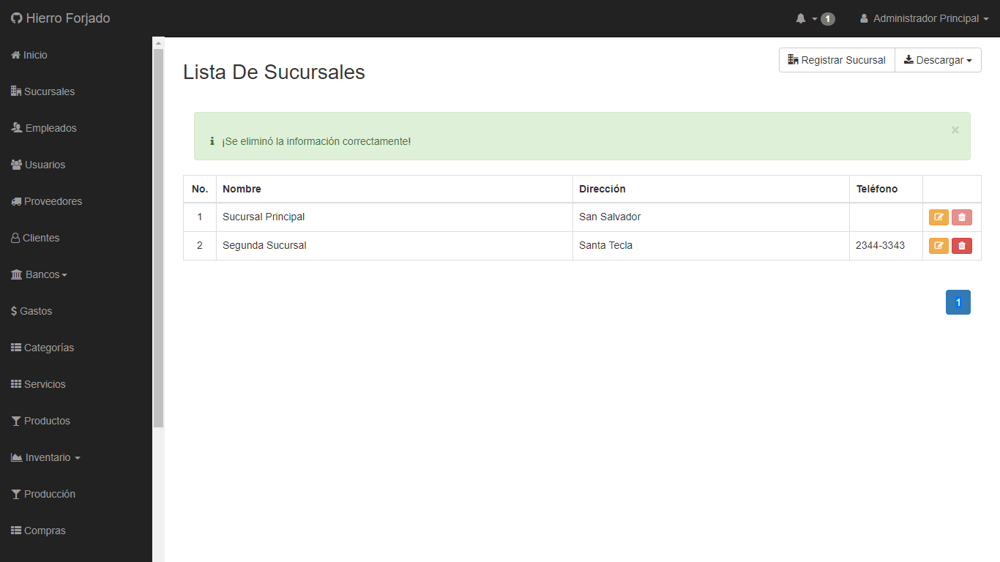 Hierro Forjado
1
Administrador Principal
Inicio
Sucursales
Empleados
Usuarios
Proveedores
Clientes
Bancos
Gastos
Categorías
Servicios
Productos
Inventario
Producción
Compras
Lista De Sucursales
Registrar Sucursal
Descargar
¡Se eliminó la información correctamente!
×
No. Nombre Dirección Teléfono
1 Sucursal Principal San Salvador
2 Segunda Sucursal Santa Tecla 2344-3343
1